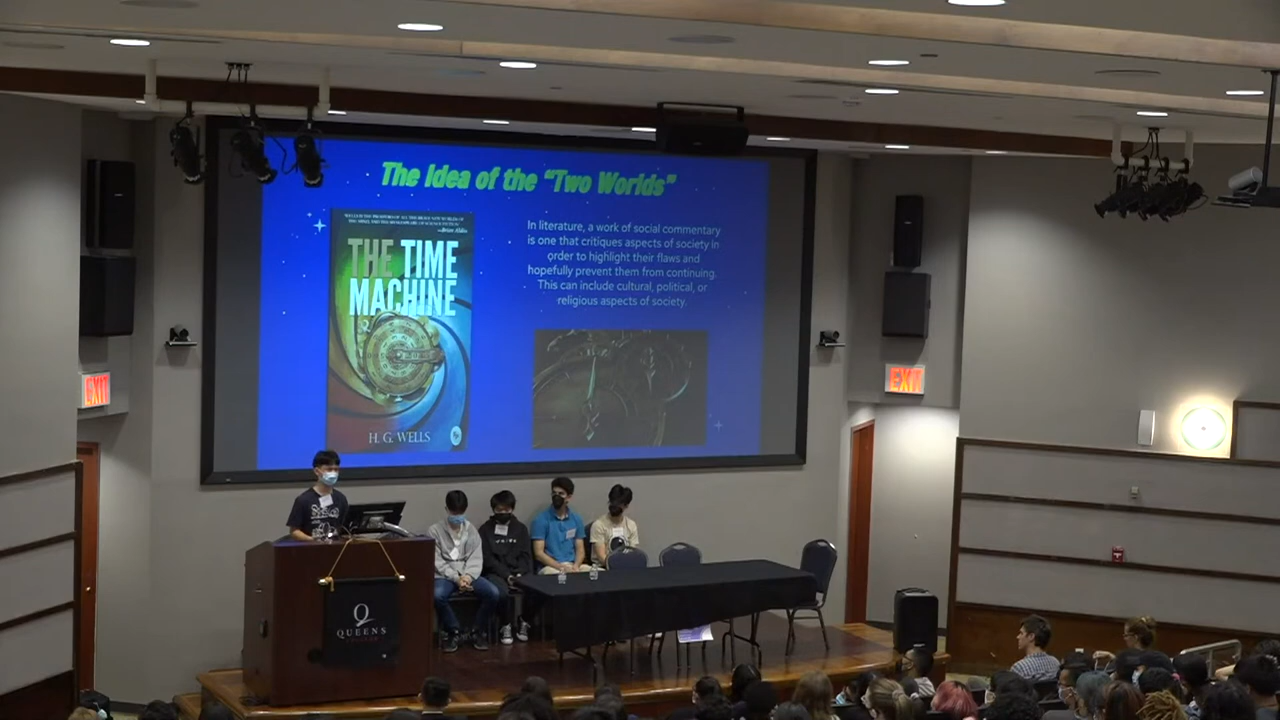 The Idea of the "Two Worlds"
THE TIME
MACHINE
H. G. WELLS
In literature, a work of social commentary
is one that critiques aspects of society in
order to highlight their flaws and
hopefully prevent them from continuing.
This can include cultural, political, or
religious aspects of society.
EXIT
EXIT
Q
QUEENS